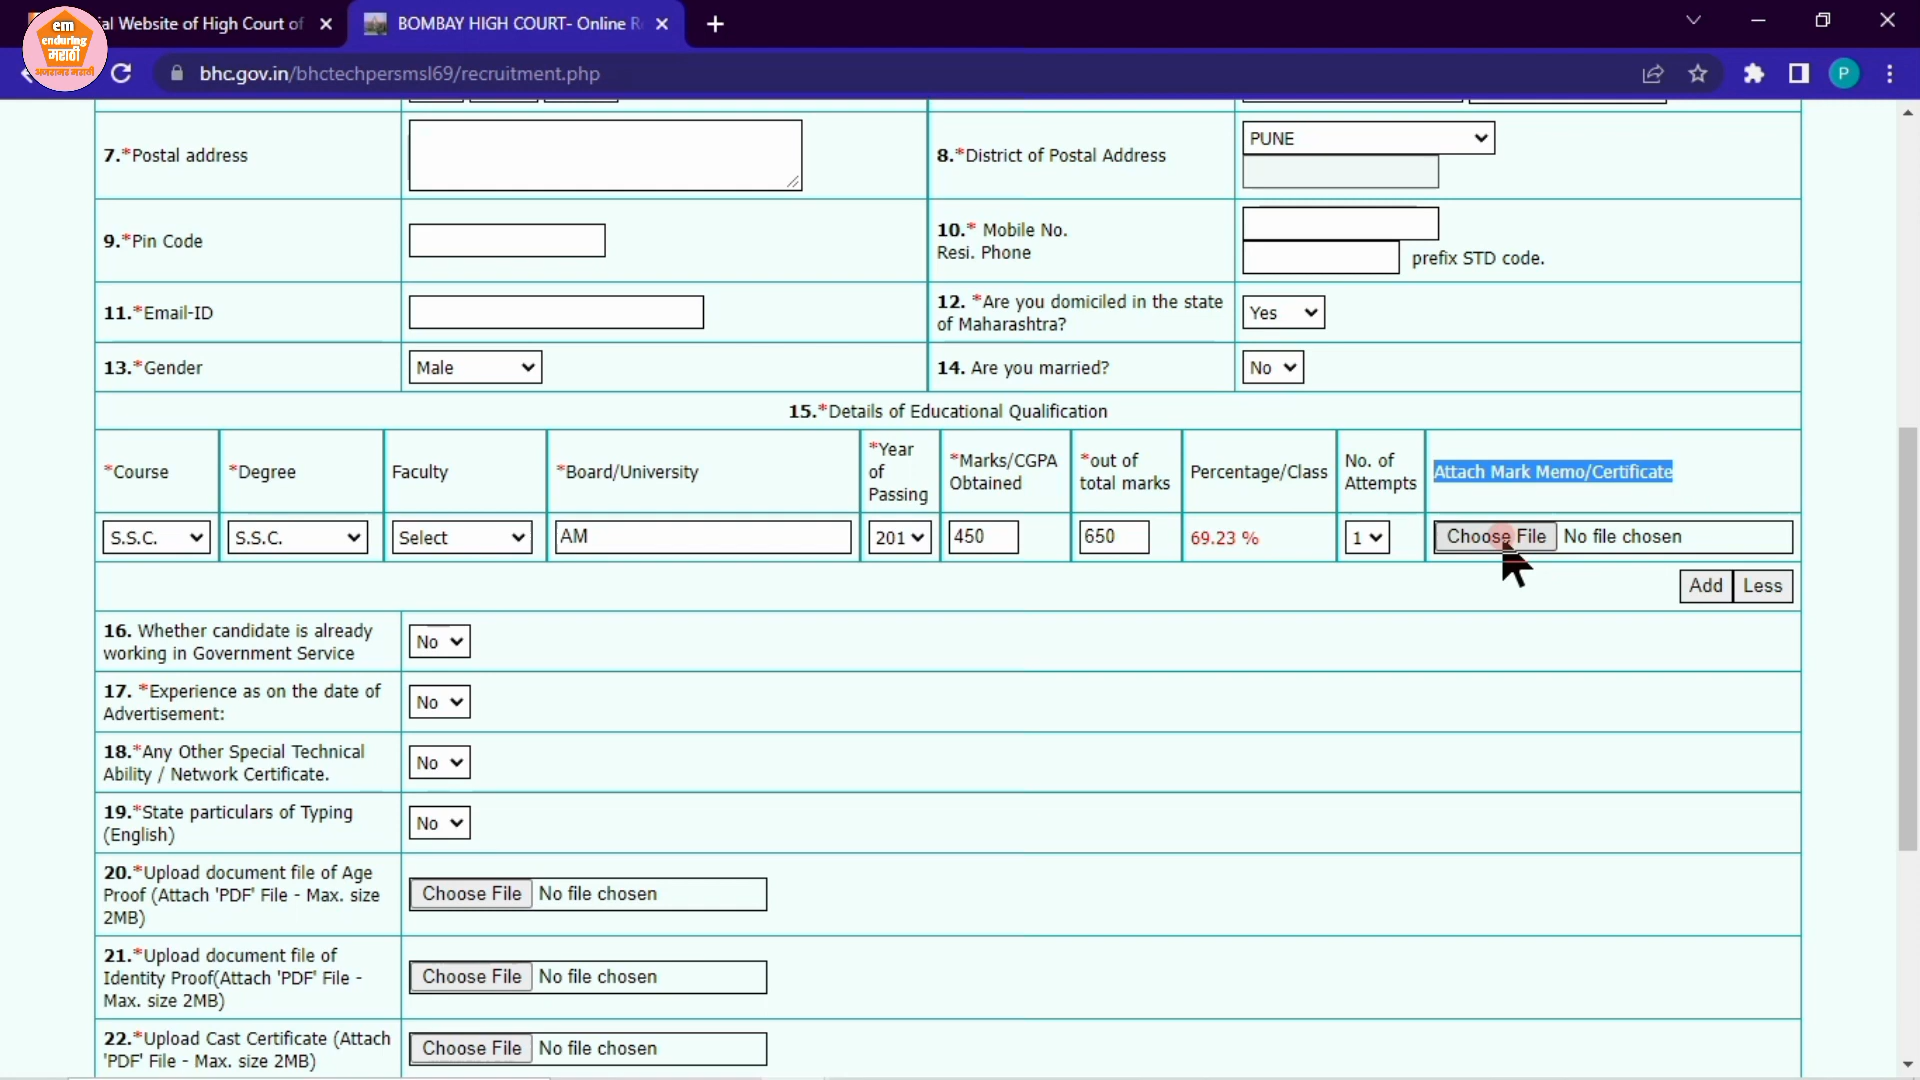 ial Website of High Court of
BOMBAY HIGH COURT- Online R
em
enduring
मराठी
अजरामर मराठी
bhc.gov.in/bhctechpersmsl69/recruitment.php
P
7.*Postal address
8.*District of Postal Address
PUNE
9.*Pin Code
10.* Mobile No.
Resi. Phone
prefix STD code.
11.*Email-ID
12. *Are you domiciled in the state
of Maharashtra?
Yes
13.*Gender
Male
14. Are you married?
No
15.*Details of Educational Qualification
*Course
*Degree
Faculty
*Board/University
*Year
of
Passing
*Marks/CGPA
Obtained
*out of
total marks
Percentage/Class
No. of
Attempts
Attach Mark Memo/Certificate
S.S.C.
S.S.C.
Select
AM
201
450
650
69.23 %
1
Choose File No file chosen
Add Less
16. Whether candidate is already
working in Government Service
No
17. *Experience as on the date of
Advertisement:
No
18.*Any Other Special Technical
Ability / Network Certificate.
No
19.*State particulars of Typing
(English)
No
20.*Upload document file of Age
Proof (Attach 'PDF' File - Max. size
2MB)
Choose File No file chosen
21.*Upload document file of
Identity Proof(Attach 'PDF' File -
Max. size 2MB)
Choose File No file chosen
22.*Upload Cast Certificate (Attach
'PDF' File - Max. size 2MB)
Choose File No file chosen